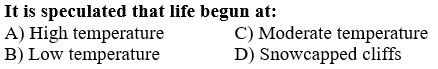 It is speculated that life begun at:
A) High temperature C) Moderate temperature
B) Low temperature D) Snowcapped cliffs